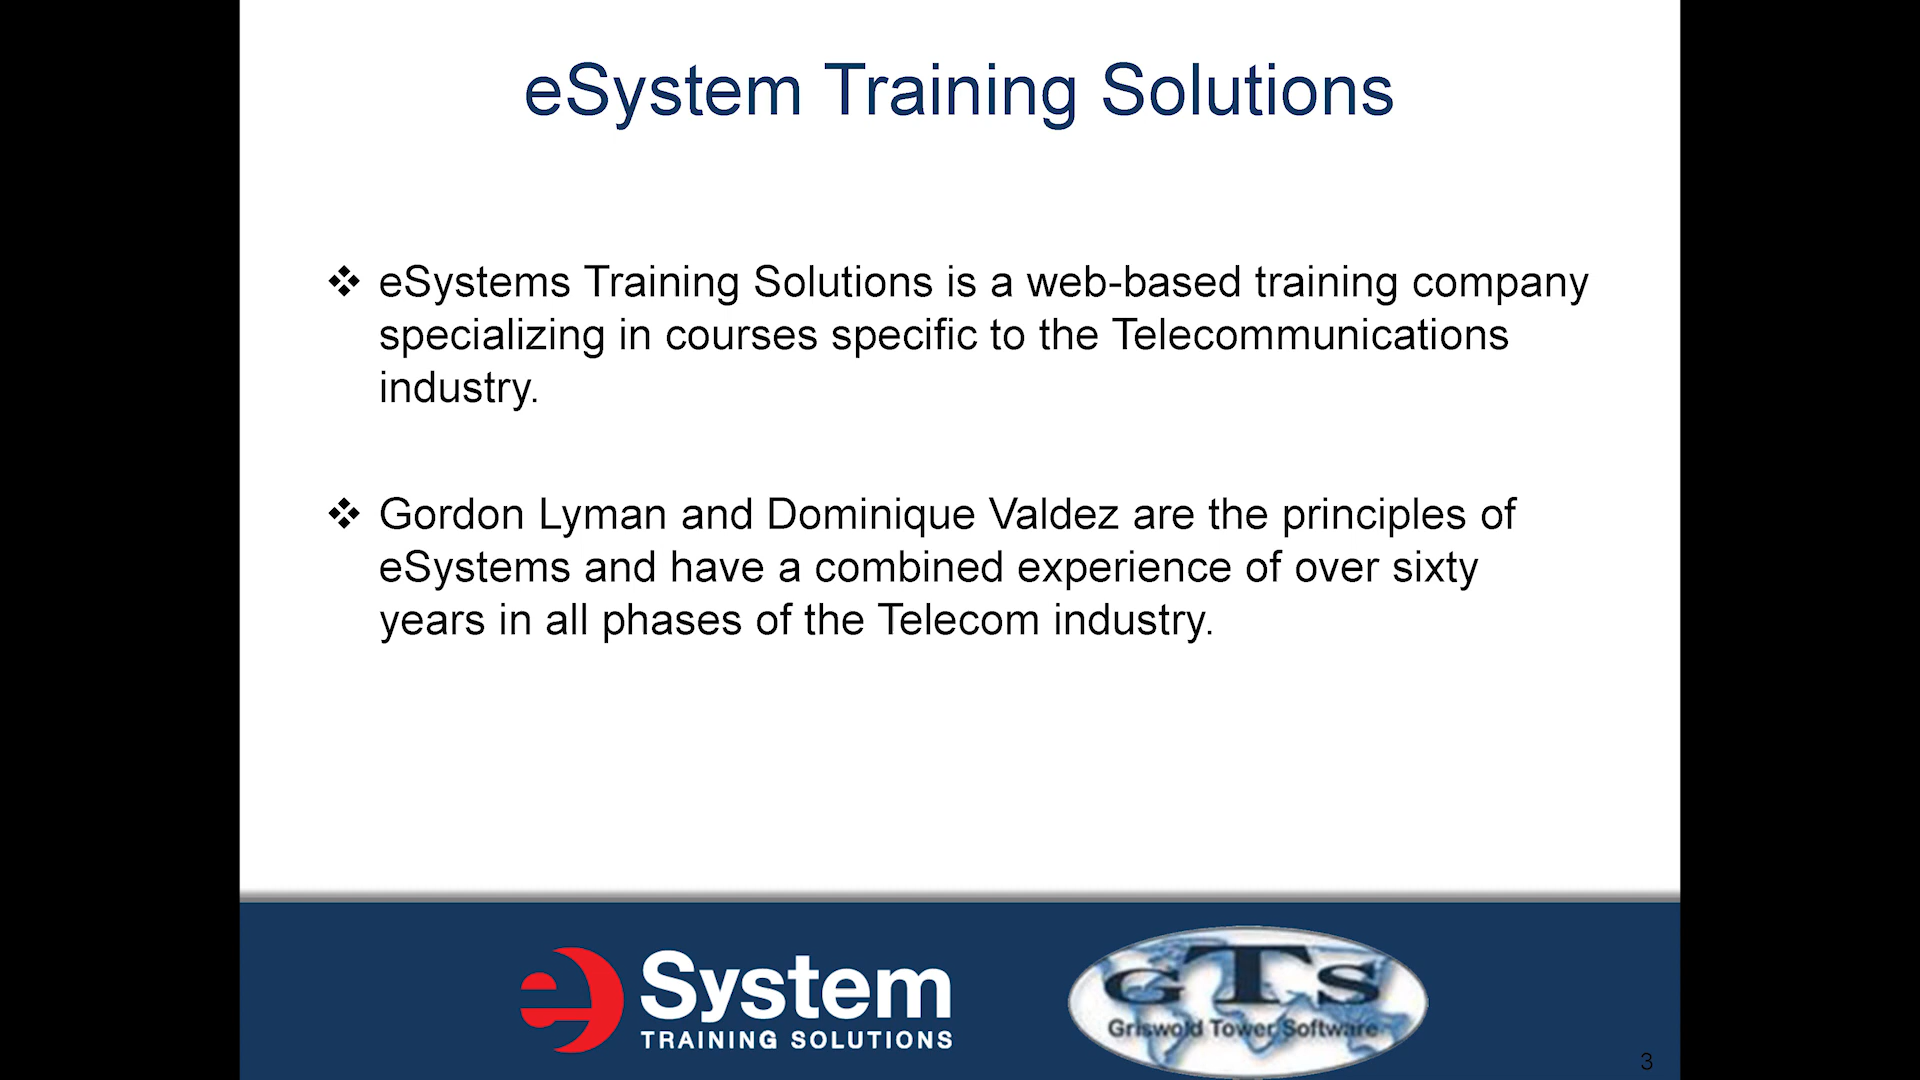 eSystem Training Solutions
❖ eSystems Training Solutions is a web-based training company
specializing in courses specific to the Telecommunications
industry.
❖ Gordon Lyman and Dominique Valdez are the principles of
eSystems and have a combined experience of over sixty
years in all phases of the Telecom industry.
eSystem
TRAINING SOLUTIONS
GTS
Griswold Tower Software
3